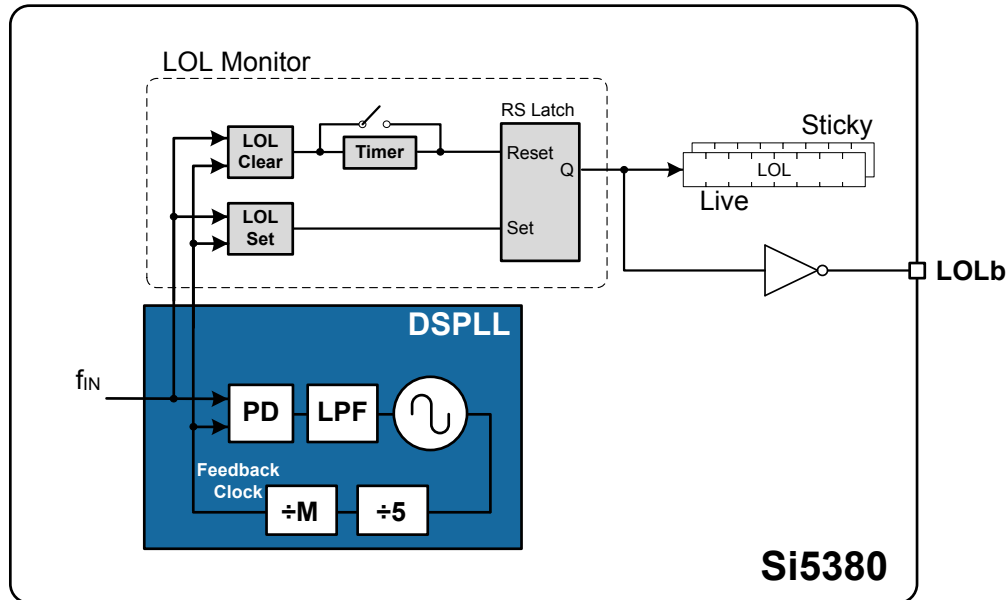 LOL Monitor
RS Latch
Sticky
LOL
Clear
Timer
Reset
Q
LOL
Live
LOL
Set
Set
LOLb
DSPLL
fIN
PD
LPF
Feedback
Clock
÷M
÷5
Si5380